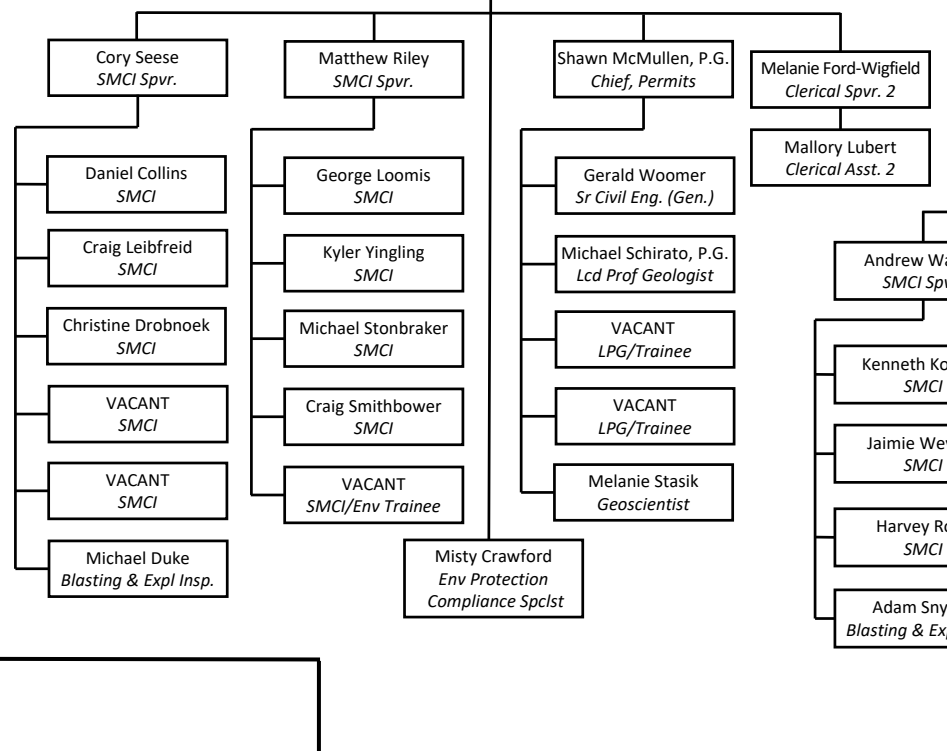 Cory Seese
SMCI Spvr.
Daniel Collins
SMCI
Craig Leibfreid
SMCI
Christine Drobnoek
SMCI
VACANT
SMCI
VACANT
SMCI
Michael Duke
Blasting & Expl Insp.
Matthew Riley
SMCI Spvr.
George Loomis
SMCI
Kyler Yingling
SMCI
Michael Stonbraker
SMCI
Craig Smithbower
SMCI
VACANT
SMCI/Env Trainee
Misty Crawford
Env Protection
Compliance Spclst
Shawn McMullen, P.G.
Chief, Permits
Gerald Woomer
Sr Civil Eng. (Gen.)
Michael Schirato, P.G.
Lcd Prof Geologist
VACANT
LPG/Trainee
VACANT
LPG/Trainee
Melanie Stasik
Geoscientist
Melanie Ford-Wigfield
Clerical Spvr. 2
Mallory Lubert
Clerical Asst. 2
Andrew
SMCI
Kenneth
SMCI
Jaimie
SMCI
Harvey
SMCI
Adam
Blasting &